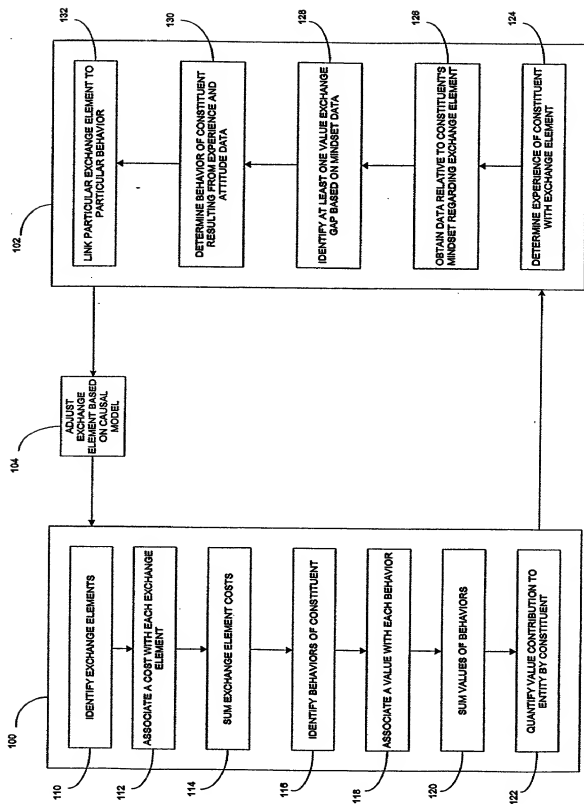 100
110
IDENTIFY EXCHANGE ELEMENTS
112
ASSOCIATE A COST WITH EACH EXCHANGE
ELEMENT
114
SUM EXCHANGE ELEMENT COSTS
116
IDENTIFY BEHAVIORS OF CONSTITUENT
118
ASSOCIATE A VALUE WITH EACH BEHAVIOR
120
SUM VALUES OF BEHAVIORS
122
QUANTIFY VALUE CONTRIBUTION TO
ENTITY BY CONSTITUENT
104
ADJUST
EXCHANGE
ELEMENT BASED
ON CAUSAL
MODEL
102
132
LINK PARTICULAR EXCHANGE ELEMENT TO
PARTICULAR BEHAVIOR
130
DETERMINE BEHAVIOR OF CONSTITUENT
RESULTING FROM EXPERIENCE AND
ATTITUDE DATA
128
IDENTIFY AT LEAST ONE VALUE EXCHANGE
GAP BASED ON MINDSET DATA
126
OBTAIN DATA RELATIVE TO CONSTITUENT'S
MINDSET REGARDING EXCHANGE ELEMENT
124
DETERMINE EXPERIENCE OF CONSTITUENT
WITH EXCHANGE ELEMENT